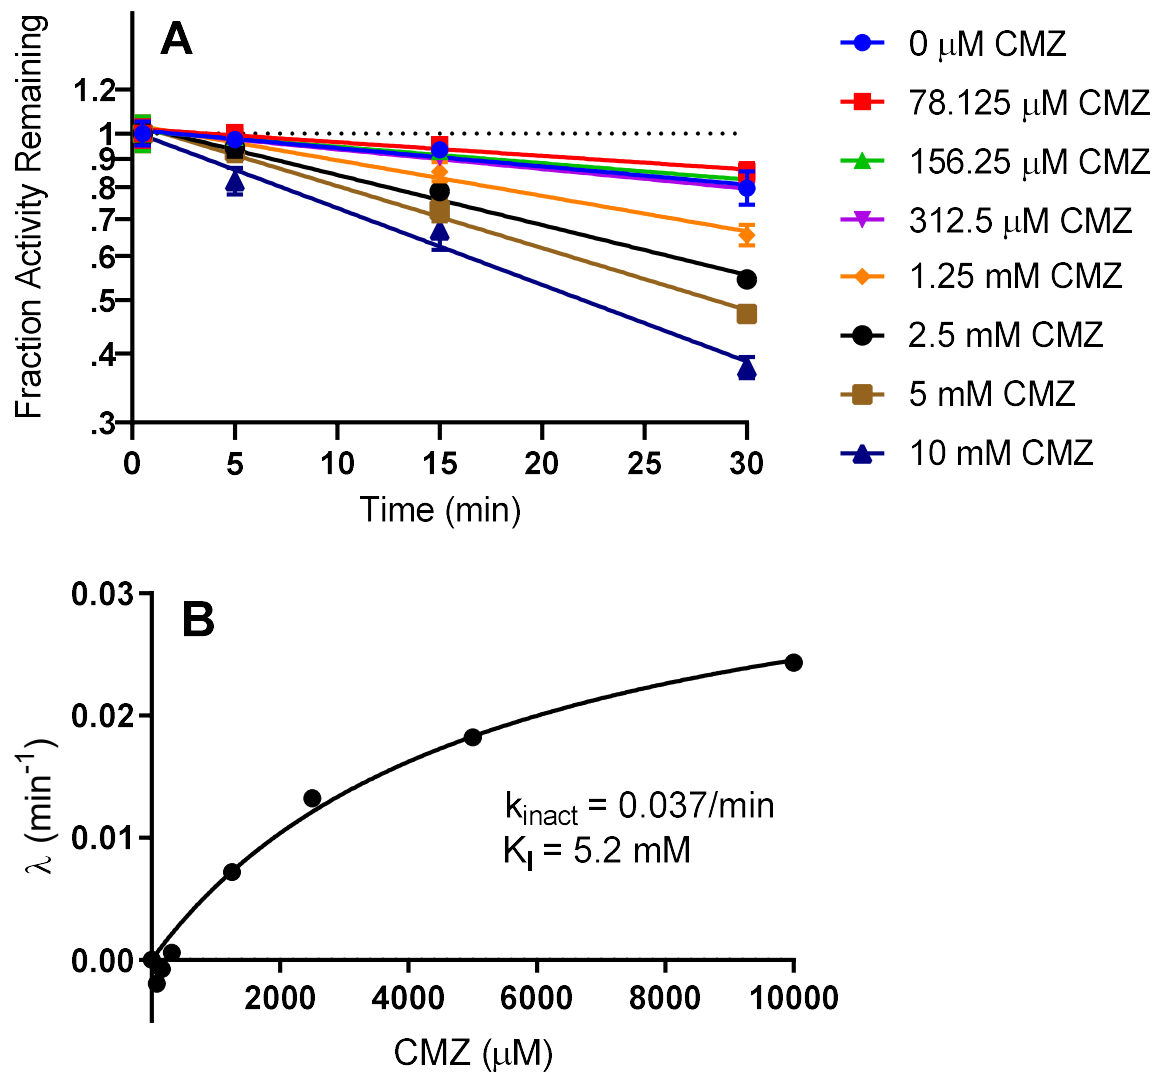 A
Fraction Activity Remaining
1.2
1
.9
.8
.7
.6
.5
.4
.3
0 5 10 15 20 25 30
Time (min)
0 μM CMZ
78.125 μM CMZ
156.25 μM CMZ
312.5 μM CMZ
1.25 mM CMZ
2.5 mM CMZ
5 mM CMZ
10 mM CMZ
B
λ (min-1)
0.03
0.02
0.01
0.00
kinact = 0.037/min
KI = 5.2 mM
2000 4000 6000 8000 10000
CMZ (μM)